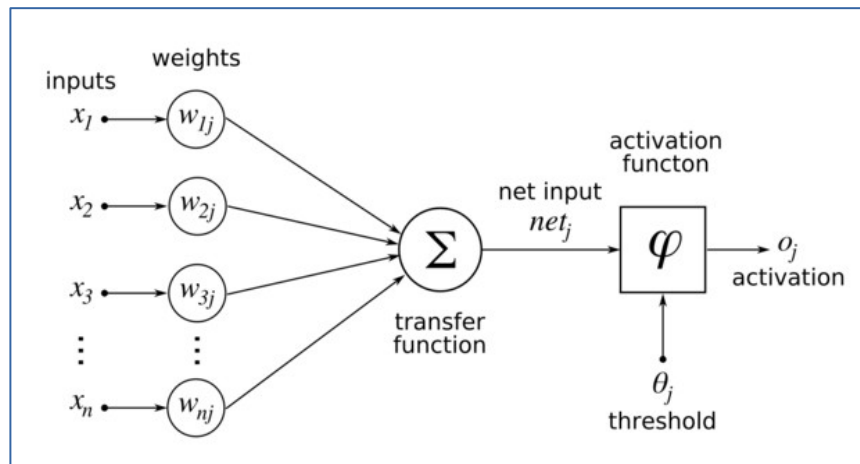 weights
inputs
x₁
w₁ⱼ
activation
functon
x₂
w₂ⱼ
net input
netⱼ
Σ
φ
oⱼ
activation
x₃
w₃ⱼ
transfer
function
⋮
⋮
θⱼ
threshold
xₙ
wₙⱼ